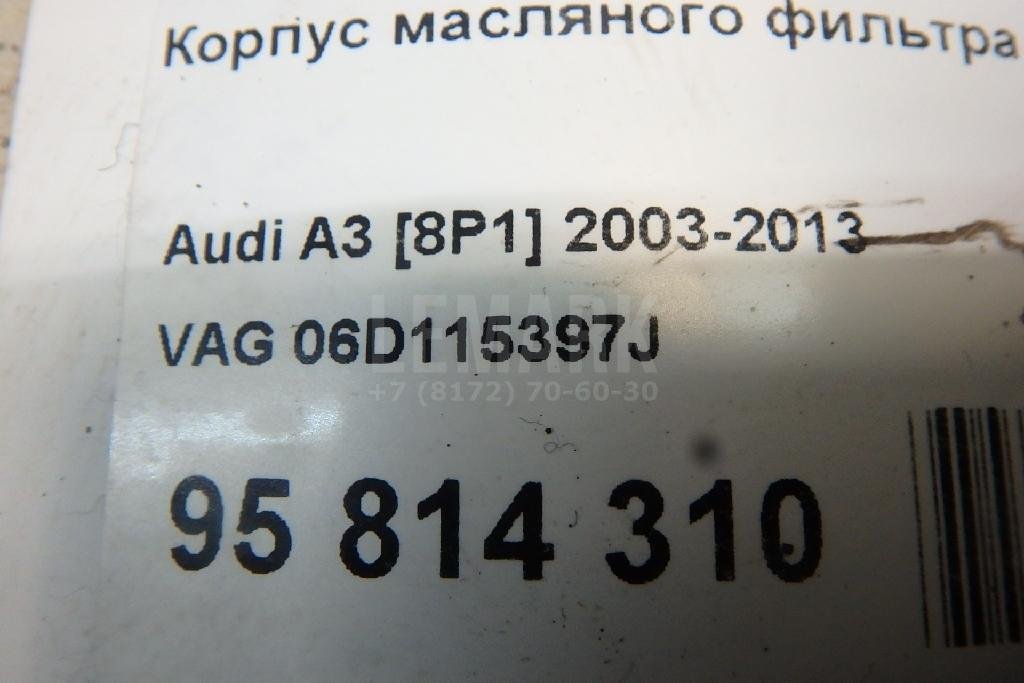 Корпус масляного фильтра
Audi A3 [8P1] 2003-2013
LEMARK
VAG 06D115397J
+7 (8172) 70-60-30
95 814 310